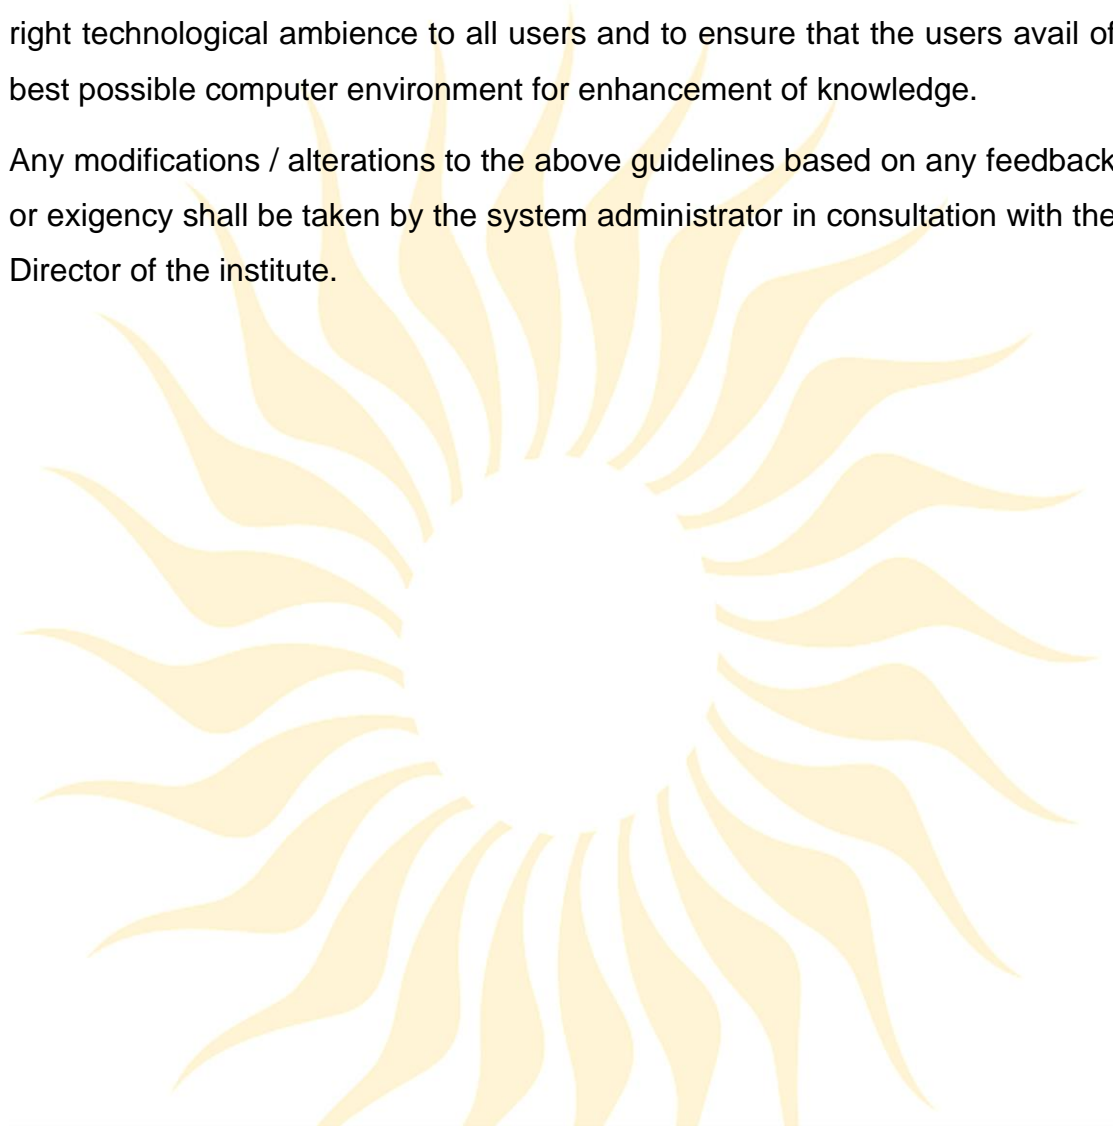 right technological ambience to all users and to ensure that the users avail of
best possible computer environment for enhancement of knowledge.
Any modifications / alterations to the above guidelines based on any feedback
or exigency shall be taken by the system administrator in consultation with the
Director of the institute.